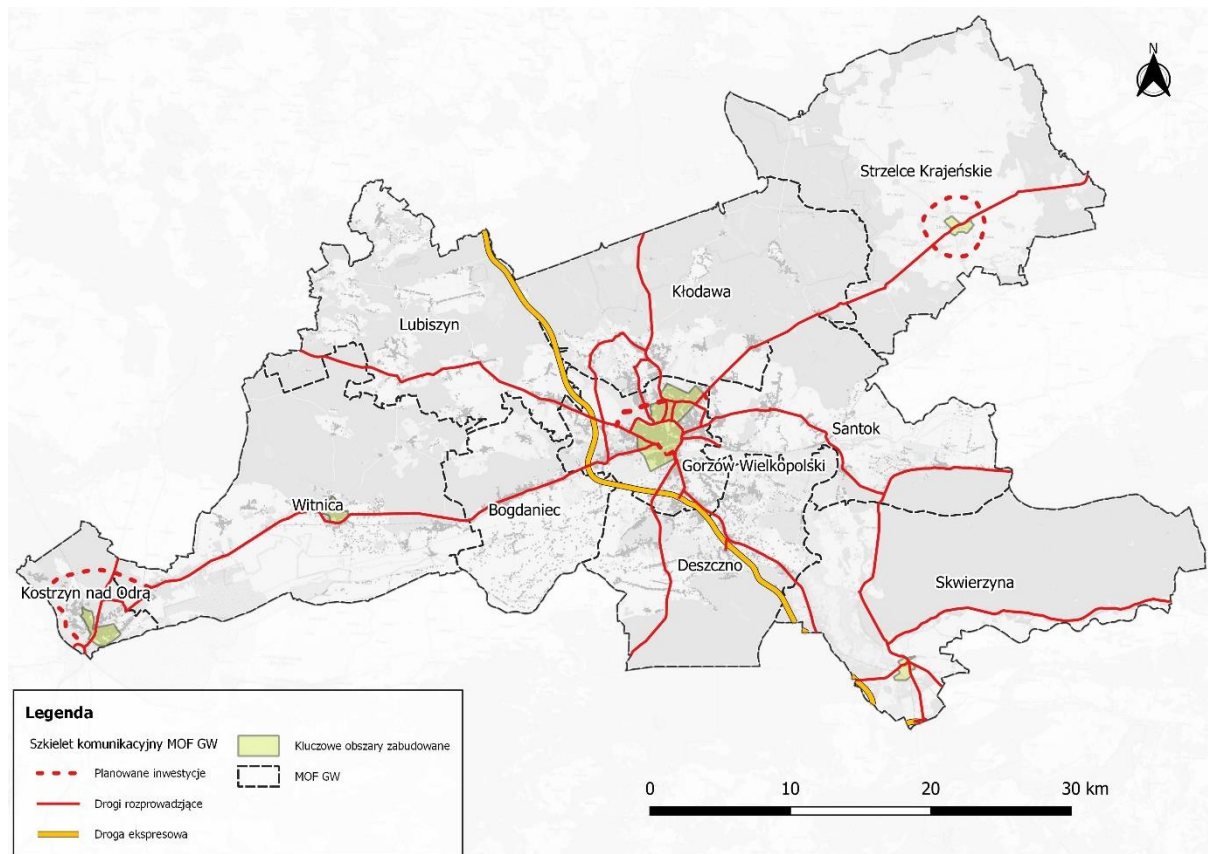 N
Strzelce Krajeńskie
Kłodawa
Lubiszyn
Santok
Gorzów Wielkopolski
Witnica
Bogdaniec
Deszczno
Skwierzyna
Kostrzyn nad Odrą
Legenda
Szkielet komunikacyjny MOF GW
Planowane inwestycje
Drogi rozprowadzjące
Droga ekspresowa
Kluczowe obszary zabudowane
MOF GW
0 10 20 30 km